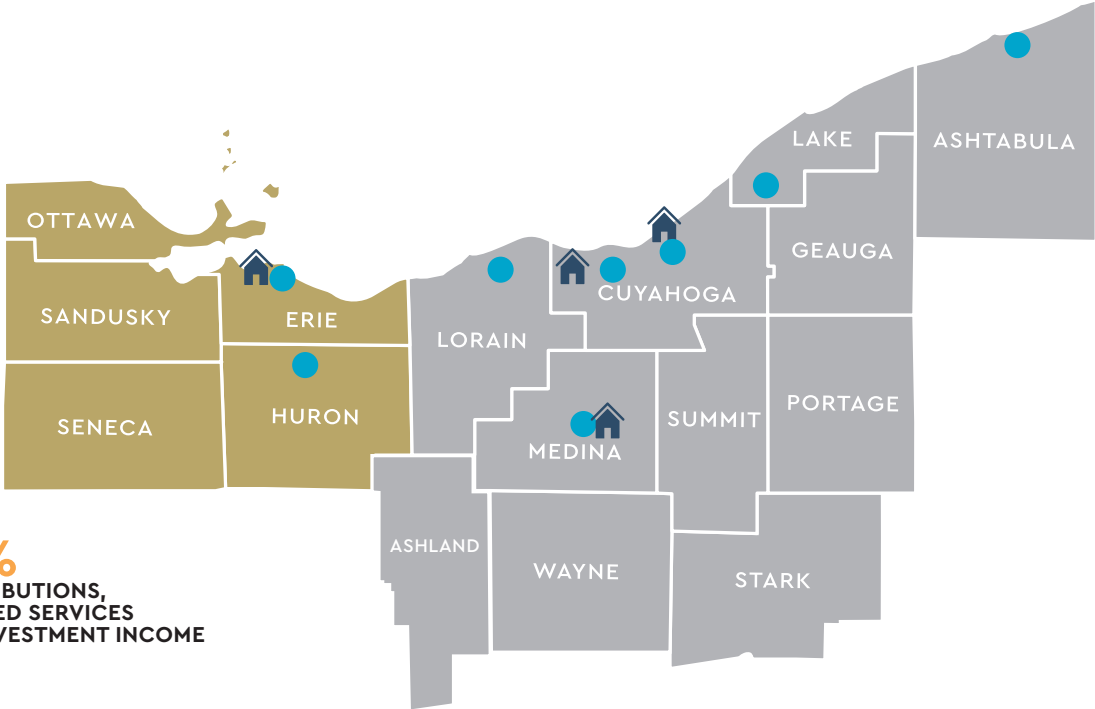 LAKE
ASHTABULA
OTTAWA
GEAUGA
CUYAHOGA
SANDUSKY
ERIE
LORAIN
PORTAGE
HURON
SUMMIT
SENECA
MEDINA
ASHLAND
WAYNE
STARK
%
BUTIONS,
ED SERVICES
VESTMENT INCOME